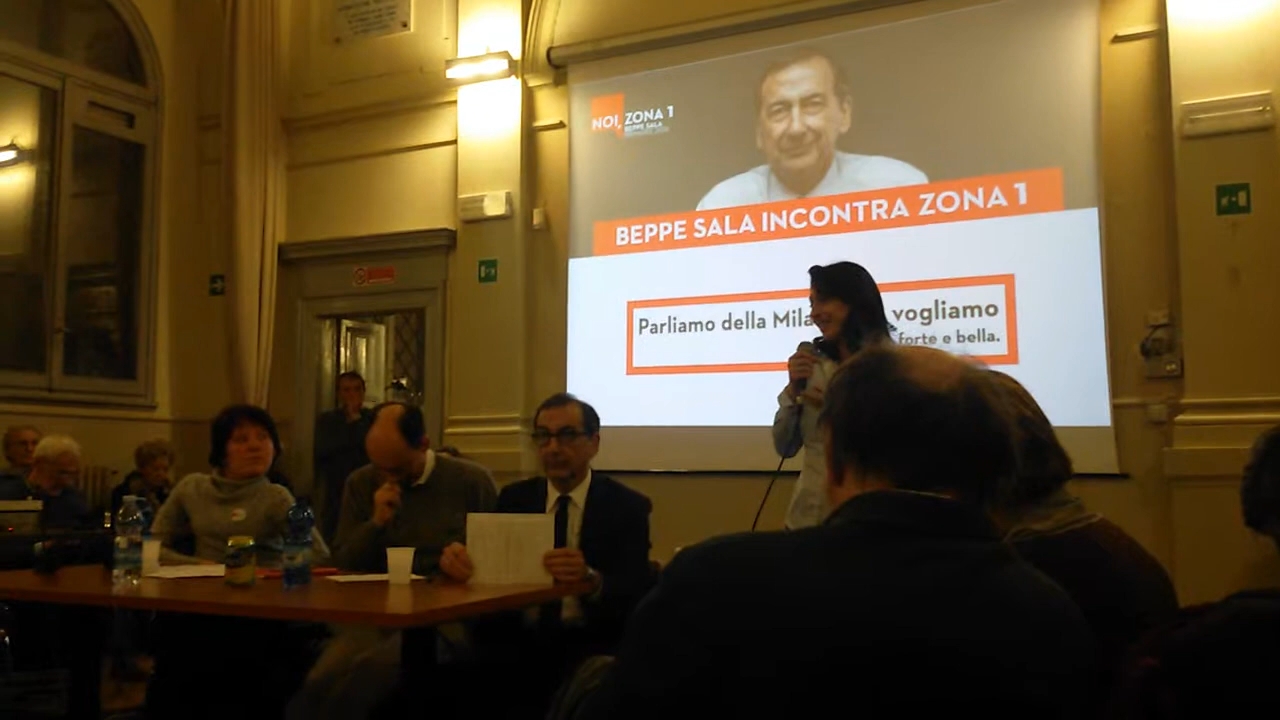 NOI, ZONA 1
BEPPE SALA
BEPPE SALA INCONTRA ZONA 1
Parliamo della Mila vogliamo
forte e bella.